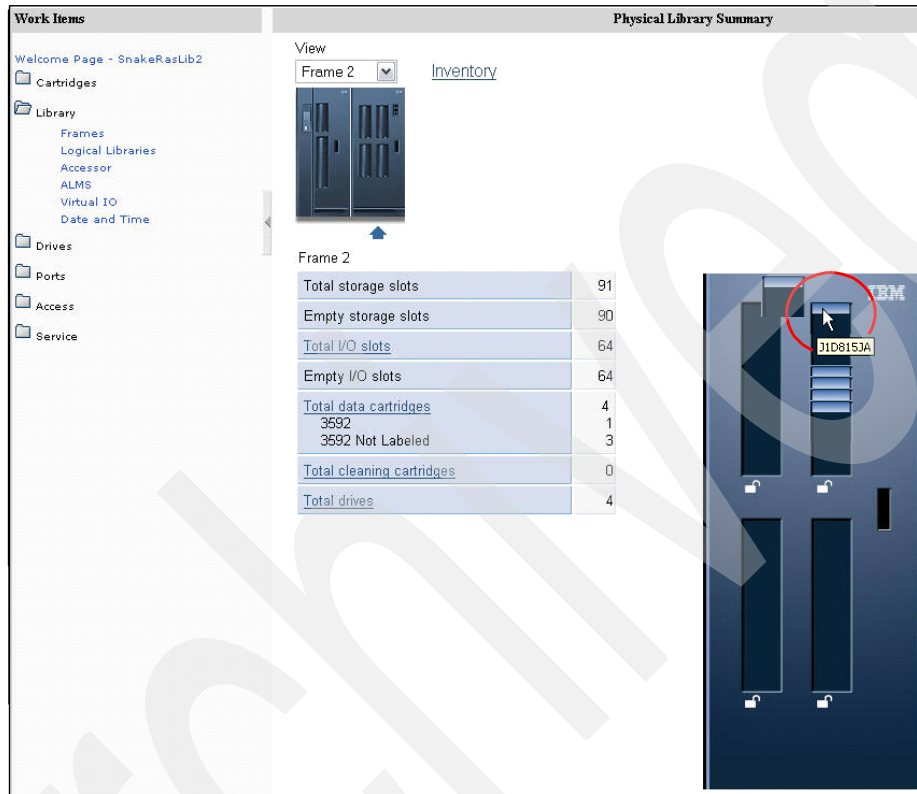 Work Items
Physical Library Summary
Welcome Page - SnakeRasLib2
Cartridges
Library
Frames
Logical Libraries
Accessor
ALMS
Virtual IO
Date and Time
Drives
Ports
Access
Service
View
Frame 2
Inventory
Frame 2
Total storage slots 91
Empty storage slots 90
Total I/O slots 64
Empty I/O slots 64
Total data cartridges 4
3592 1
3592 Not Labeled 3
Total cleaning cartridges 0
Total drives 4
IBM
J1D815JA